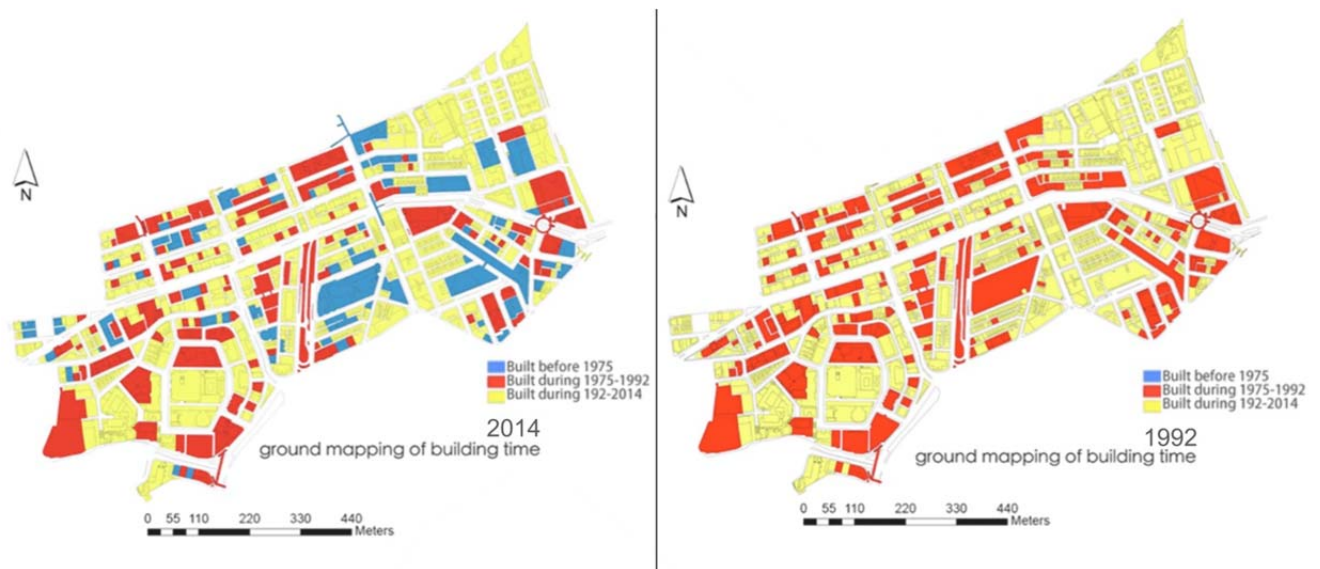 N
Built before 1975
Built during 1975-1992
Built during 192-2014
2014
ground mapping of building time
0 55 110 220 330 440
Meters
N
Built before 1975
Built during 1975-1992
Built during 192-2014
1992
ground mapping of building time
0 55 110 220 330 440
Meters